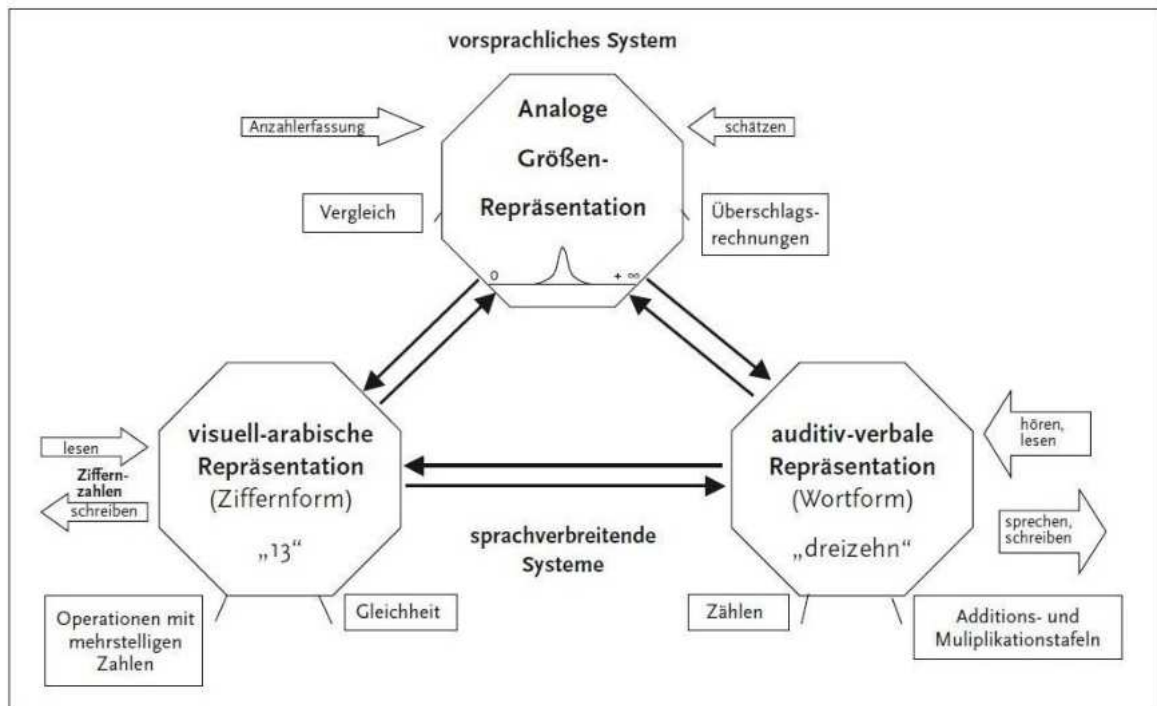 vorsprachliches System
Analoge
Größen-
Repräsentation
Anzahlerfassung
schätzen
Vergleich
Überschlags-
rechnungen
0
+ ∞
visuell-arabische
Repräsentation
(Ziffernform)
„13“
lesen
Ziffern-
zahlen
schreiben
Operationen mit
mehrstelligen
Zahlen
Gleichheit
sprachverbreitende
Systeme
auditiv-verbale
Repräsentation
(Wortform)
„dreizehn“
hören,
lesen
sprechen,
schreiben
Zählen
Additions- und
Muliplikationstafeln